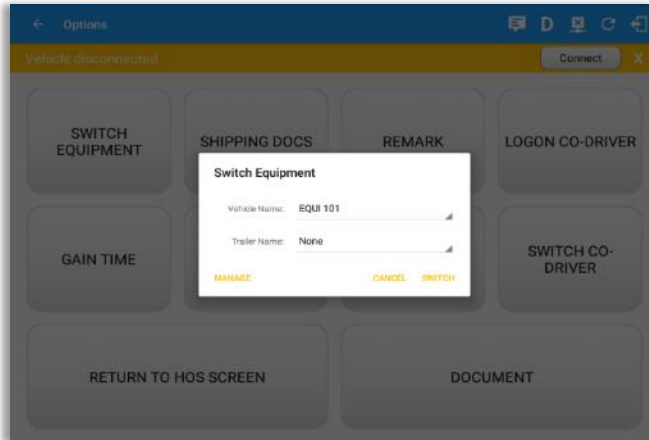 Options
D
Vehicle disconnected
Connect
X
SWITCH
EQUIPMENT
SHIPPING DOCS
REMARK
LOGON CO-DRIVER
Switch Equipment
Vehicle Name: EQUI 101
Trailer Name: None
MANAGE
CANCEL
SWITCH
GAIN TIME
SWITCH CO-
DRIVER
RETURN TO HOS SCREEN
DOCUMENT